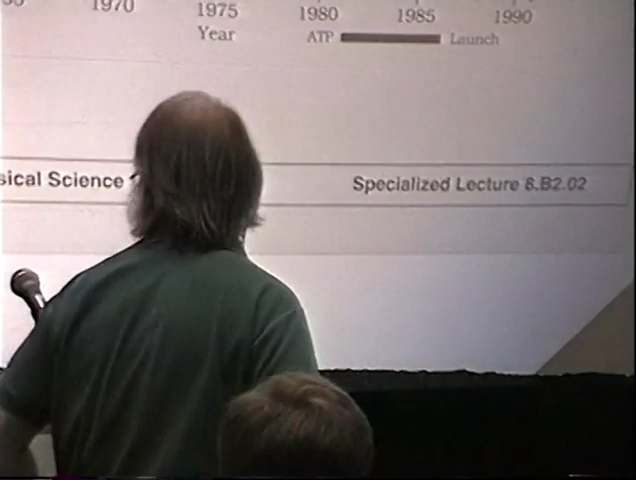 1970 1975 1980 1985 1990
Year ATP Launch
sical Science Specialized Lecture 8.B2.02